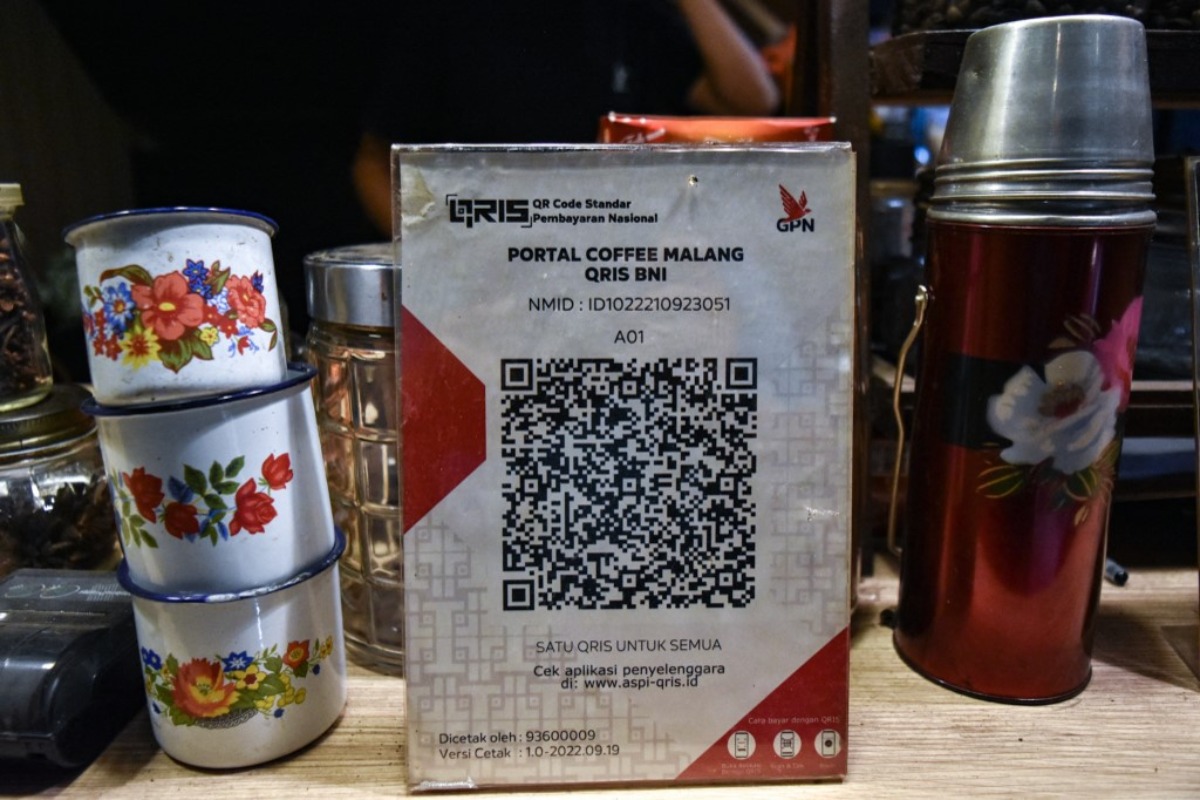 QRIS QR Code Standar
Pembayaran Nasional
GPN
PORTAL COFFEE MALANG
QRIS BNI
NMID : ID1022210923051
A01
SATU QRIS UNTUK SEMUA
Cek aplikasi penyelenggara
di: www.aspi-qris.id
Dicetak oleh : 93600009
Versi Cetak : 1.0-2022.09.19
Cara bayar dengan QRIS